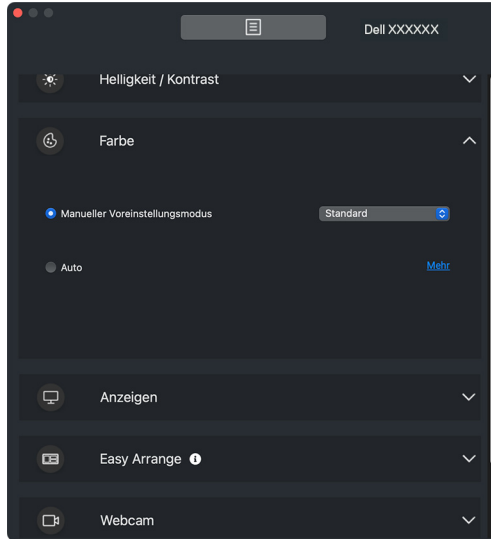 Dell XXXXXX
Helligkeit / Kontrast
Farbe
Manueller Voreinstellungsmodus Standard
Auto Mehr
Anzeigen
Easy Arrange
Webcam